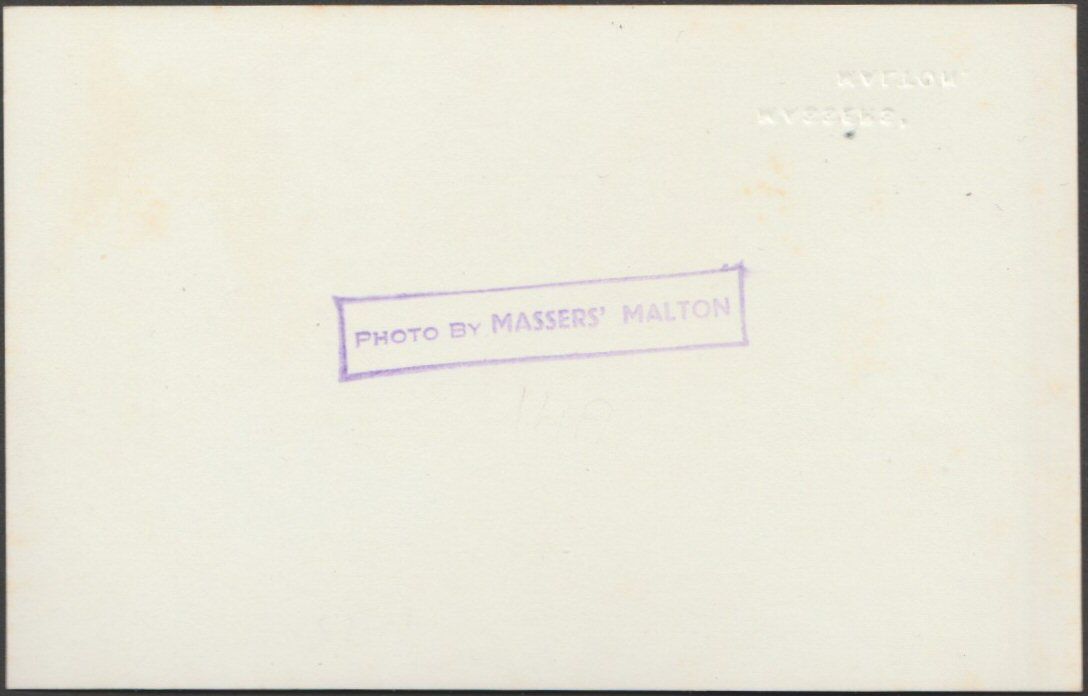 MALTON.
MASSERS,
PHOTO BY MASSERS' MALTON